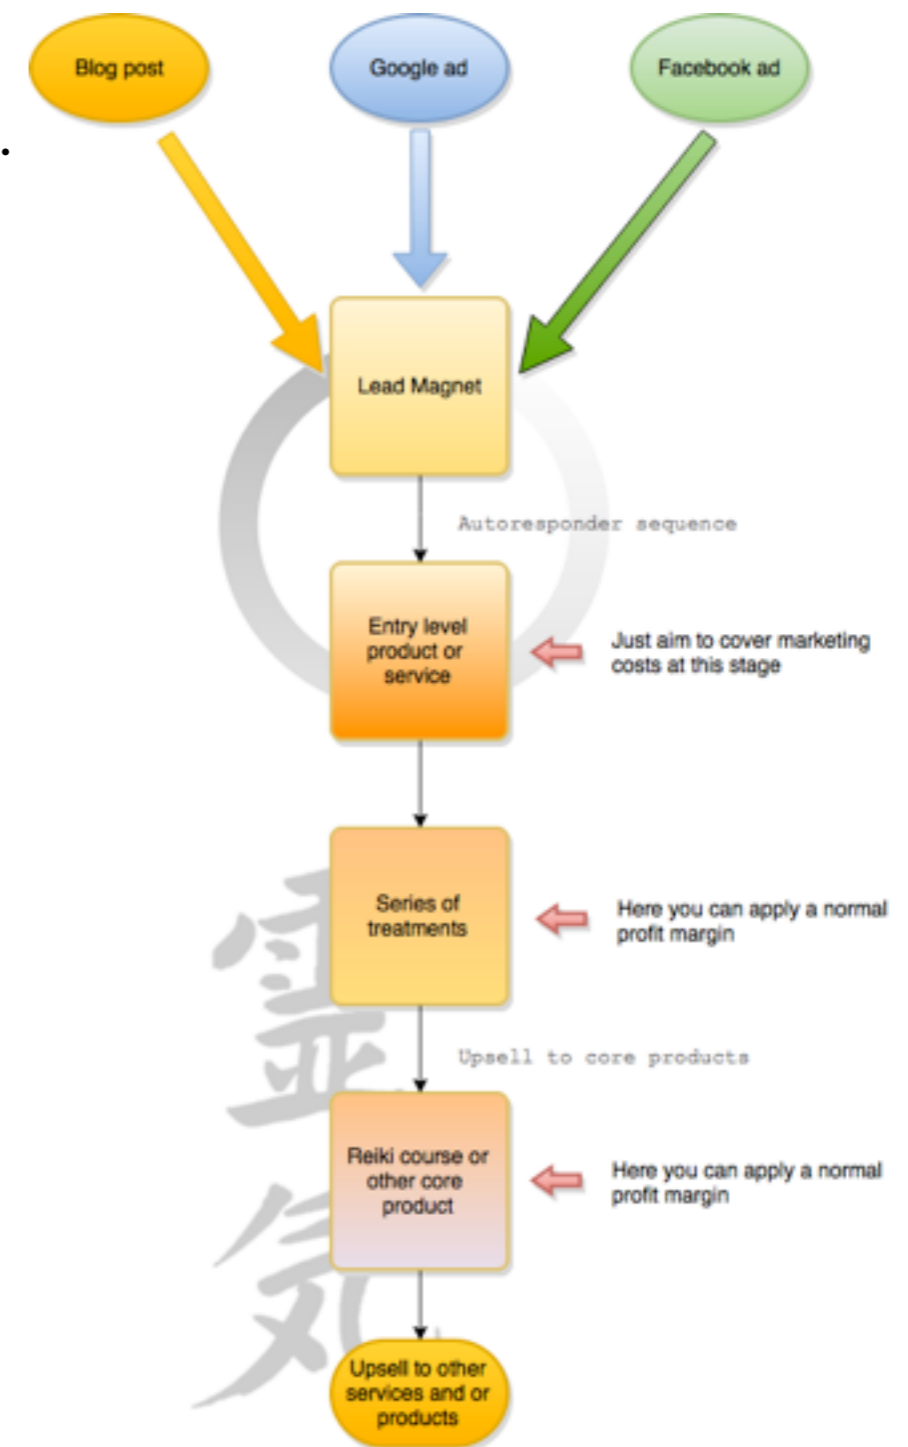 Blog post
Google ad
Facebook ad
Lead Magnet
Autoresponder sequence
Entry level
product or
service
Just aim to cover marketing
costs at this stage
Series of
treatments
Here you can apply a normal
profit margin
Upsell to core products
Reiki course or
other core
product
Here you can apply a normal
profit margin
Upsell to other
services and or
products
霊
気